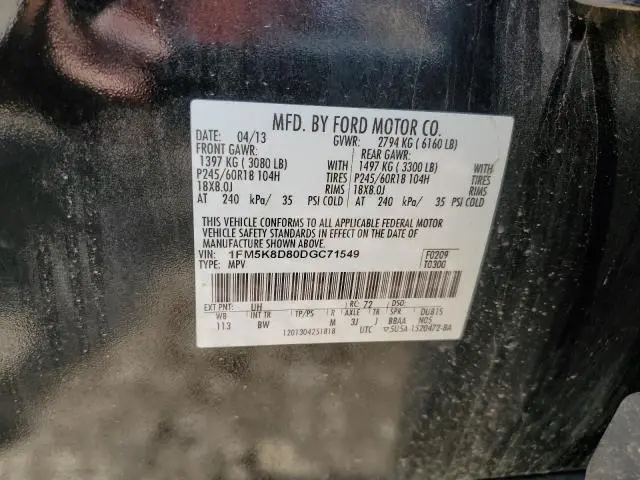 MFD. BY FORD MOTOR CO.
DATE: 04/13 GVWR: 2794 KG ( 6160 LB)
FRONT GAWR: REAR GAWR:
1397 KG ( 3080 LB) WITH 1497 KG ( 3300 LB) WITH
P245/60R18 104H TIRES P245/60R18 104H TIRES
18X8.0J RIMS 18X8.0J RIMS
AT 240 kPa/ 35 PSI COLD AT 240 kPa/ 35 PSI COLD
THIS VEHICLE CONFORMS TO ALL APPLICABLE FEDERAL MOTOR
VEHICLE SAFETY STANDARDS IN EFFECT ON THE DATE OF
MANUFACTURE SHOWN ABOVE.
VIN: 1FM5K8D80DGC71549 F0209
TYPE: MPV T0300
EXT PNT: UH RC: 72 DSO:
WB INT TR TP/PS R AXLE TR SPR DU815
113 BW M 3J J BBAA NC5
1201304251818 UTC ▽5U5A-1520472-BA